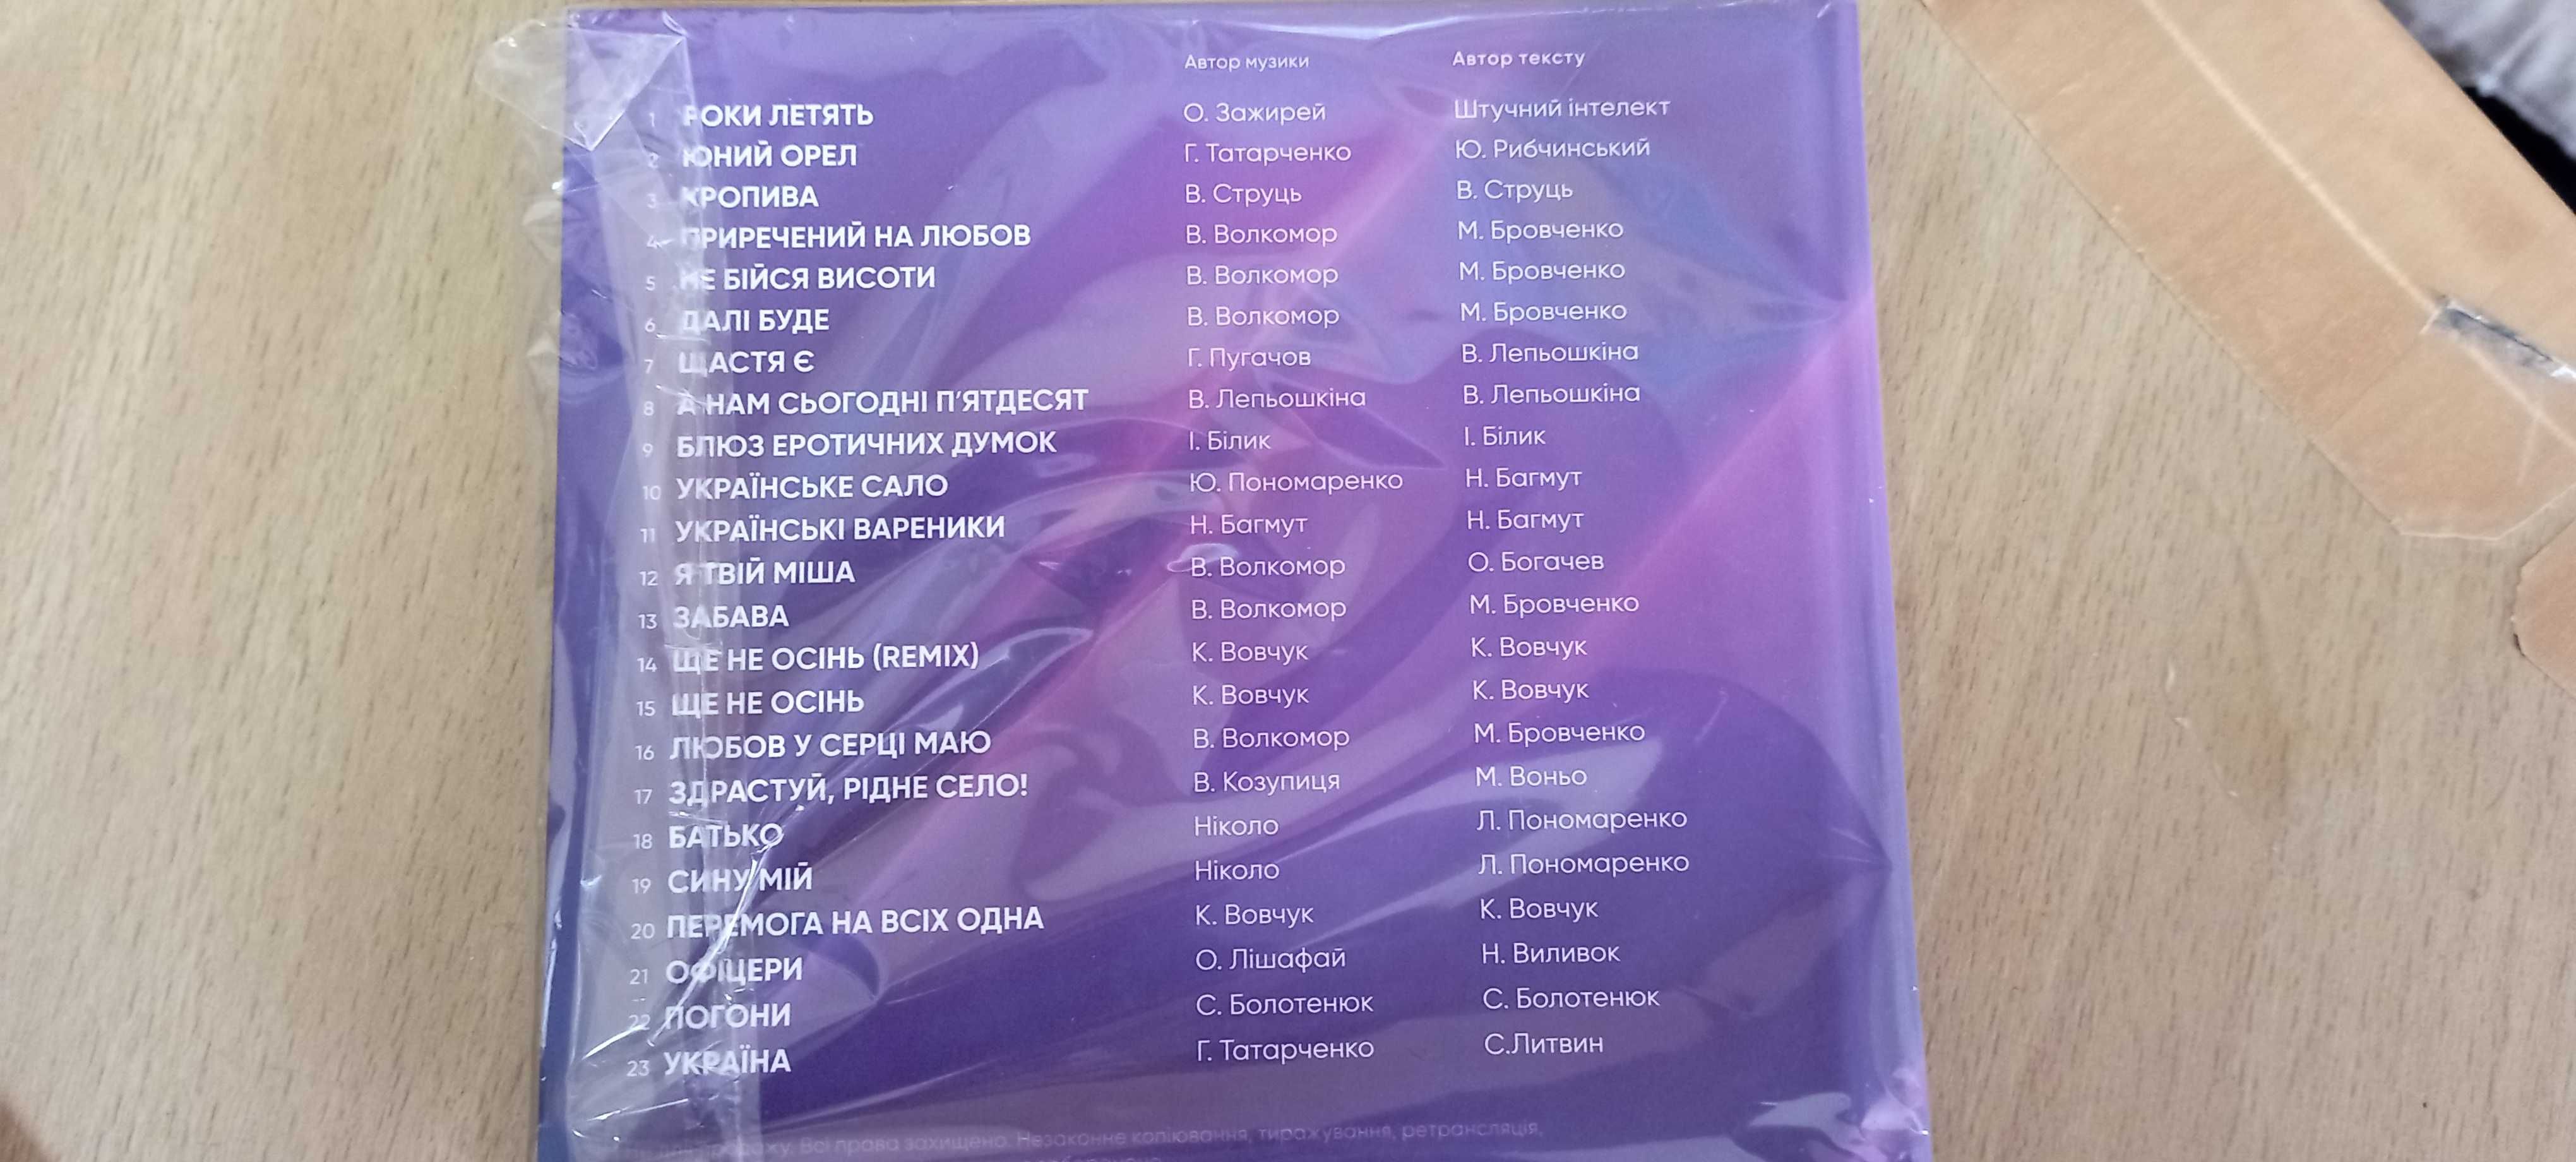 Автор музики Автор тексту
1 РОКИ ЛЕТЯТЬ О. Зажирей Штучний інтелект
2 ЮНИЙ ОРЕЛ Г. Татарченко Ю. Рибчинський
3 КРОПИВА В. Струць В. Струць
4 ПРИРЕЧЕНИЙ НА ЛЮБОВ В. Волкомор М. Бровченко
5 НЕ БІЙСЯ ВИСОТИ В. Волкомор М. Бровченко
6 ДАЛІ БУДЕ В. Волкомор М. Бровченко
7 ЩАСТЯ Є Г. Пугачов В. Лепьошкіна
8 А НАМ СЬОГОДНІ П'ЯТДЕСЯТ В. Лепьошкіна В. Лепьошкіна
9 БЛЮЗ ЕРОТИЧНИХ ДУМОК І. Білик І. Білик
10 УКРАЇНСЬКЕ САЛО Ю. Пономаренко Н. Багмут
11 УКРАЇНСЬКІ ВАРЕНИКИ Н. Багмут Н. Багмут
12 Я ТВІЙ МІША В. Волкомор О. Богачев
13 ЗАБАВА В. Волкомор М. Бровченко
14 ЩЕ НЕ ОСІНЬ (REMIX) К. Вовчук К. Вовчук
15 ЩЕ НЕ ОСІНЬ К. Вовчук К. Вовчук
16 ЛЮБОВ У СЕРЦІ МАЮ В. Волкомор М. Бровченко
17 ЗДРАСТУЙ, РІДНЕ СЕЛО! В. Козупиця М. Воньо
18 БАТЬКО Ніколо Л. Пономаренко
19 СИНУ МІЙ Ніколо Л. Пономаренко
20 ПЕРЕМОГА НА ВСІХ ОДНА К. Вовчук К. Вовчук
21 ОФІЦЕРИ О. Лішафай Н. Виливок
22 ПОГОНИ С. Болотенюк С. Болотенюк
23 УКРАЇНА Г. Татарченко С.Литвин
Всі права захищено. Незаконне копіювання, тиражування, ретрансляція,